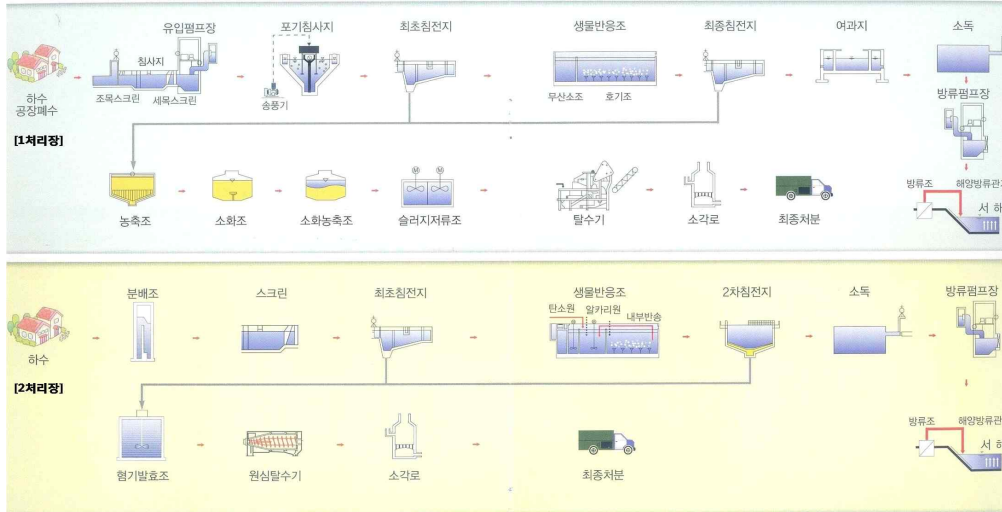 유입펌프장
포기침사지
최초침전지
생물반응조
최종침전지
여과지
소독
침사지
조목스크린
세목스크린
송풍기
무산소조
호기조
하수
공장폐수
[1처리장]
방류펌프장
방류조
해양방류관
서 해
농축조
소화조
소화농축조
M
M
슬러지저류조
탈수기
소각로
최종처분
분배조
스크린
최초침전지
생물반응조
2차침전지
소독
방류펌프장
탄소원
알카리원
내부반송
하수
[2처리장]
방류조
해양방류관
서 해
혐기발효조
원심탈수기
소각로
최종처분